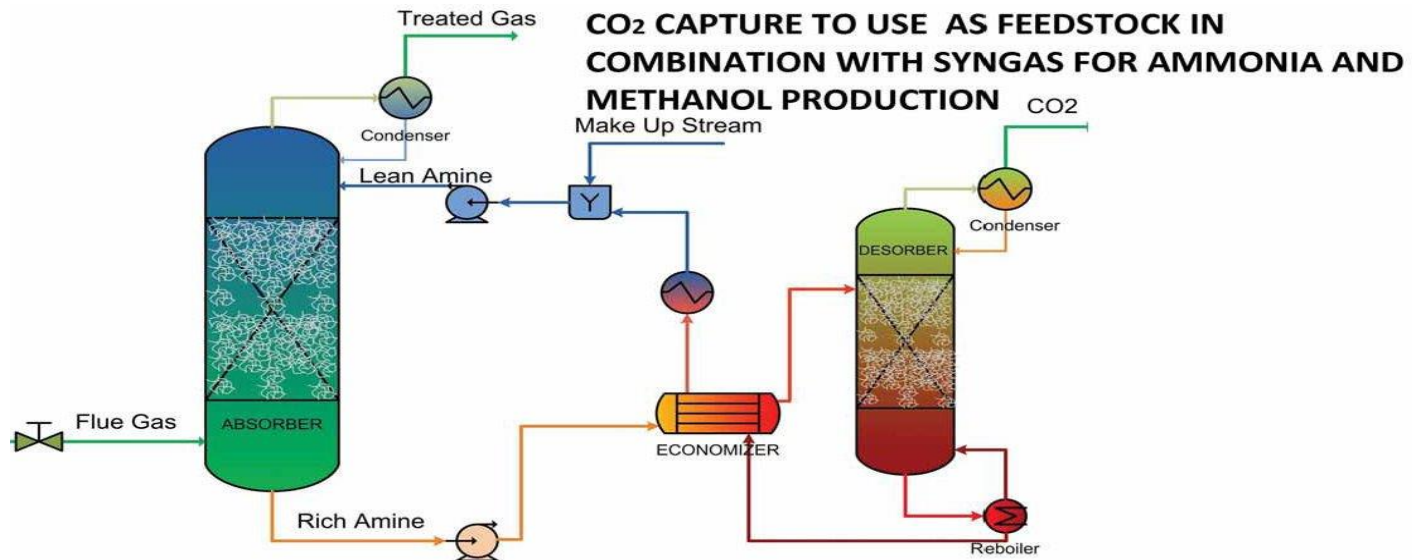 Treated Gas
CO2 CAPTURE TO USE AS FEEDSTOCK IN
COMBINATION WITH SYNGAS FOR AMMONIA AND
METHANOL PRODUCTION
CO2
Condenser
Make Up Stream
Lean Amine
Y
Condenser
DESORBER
Flue Gas
ABSORBER
ECONOMIZER
Rich Amine
Reboiler